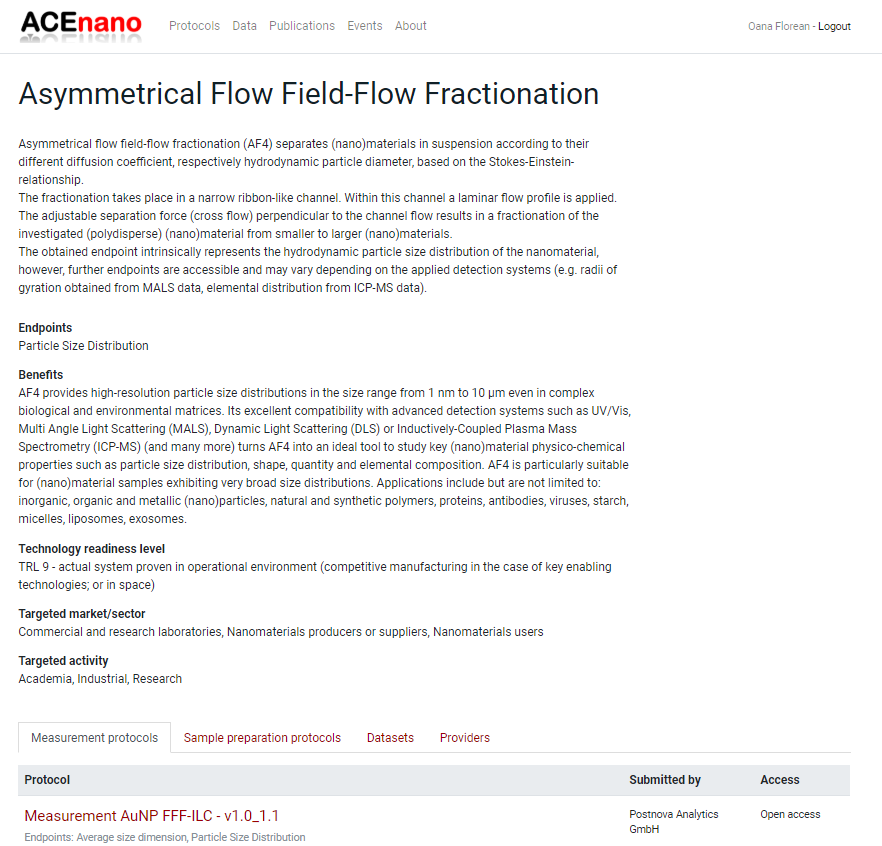 ACEnano Protocols Data Publications Events About Oana Florean - Logout
Asymmetrical Flow Field-Flow Fractionation
Asymmetrical flow field-flow fractionation (AF4) separates (nano)materials in suspension according to their
different diffusion coefficient, respectively hydrodynamic particle diameter, based on the Stokes-Einstein-
relationship.
The fractionation takes place in a narrow ribbon-like channel. Within this channel a laminar flow profile is applied.
The adjustable separation force (cross flow) perpendicular to the channel flow results in a fractionation of the
investigated (polydisperse) (nano)material from smaller to larger (nano)materials.
The obtained endpoint intrinsically represents the hydrodynamic particle size distribution of the nanomaterial,
however, further endpoints are accessible and may vary depending on the applied detection systems (e.g. radii of
gyration obtained from MALS data, elemental distribution from ICP-MS data).
Endpoints
Particle Size Distribution
Benefits
AF4 provides high-resolution particle size distributions in the size range from 1 nm to 10 µm even in complex
biological and environmental matrices. Its excellent compatibility with advanced detection systems such as UV/Vis,
Multi Angle Light Scattering (MALS), Dynamic Light Scattering (DLS) or Inductively-Coupled Plasma Mass
Spectrometry (ICP-MS) (and many more) turns AF4 into an ideal tool to study key (nano)material physico-chemical
properties such as particle size distribution, shape, quantity and elemental composition. AF4 is particularly suitable
for (nano)material samples exhibiting very broad size distributions. Applications include but are not limited to:
inorganic, organic and metallic (nano)particles, natural and synthetic polymers, proteins, antibodies, viruses, starch,
micelles, liposomes, exosomes.
Technology readiness level
TRL 9 - actual system proven in operational environment (competitive manufacturing in the case of key enabling
technologies; or in space)
Targeted market/sector
Commercial and research laboratories, Nanomaterials producers or suppliers, Nanomaterials users
Targeted activity
Academia, Industrial, Research
Measurement protocols Sample preparation protocols Datasets Providers
Protocol Submitted by Access
Measurement AuNP FFF-ILC - v1.0_1.1 Postnova Analytics Open access
GmbH
Endpoints: Average size dimension, Particle Size Distribution